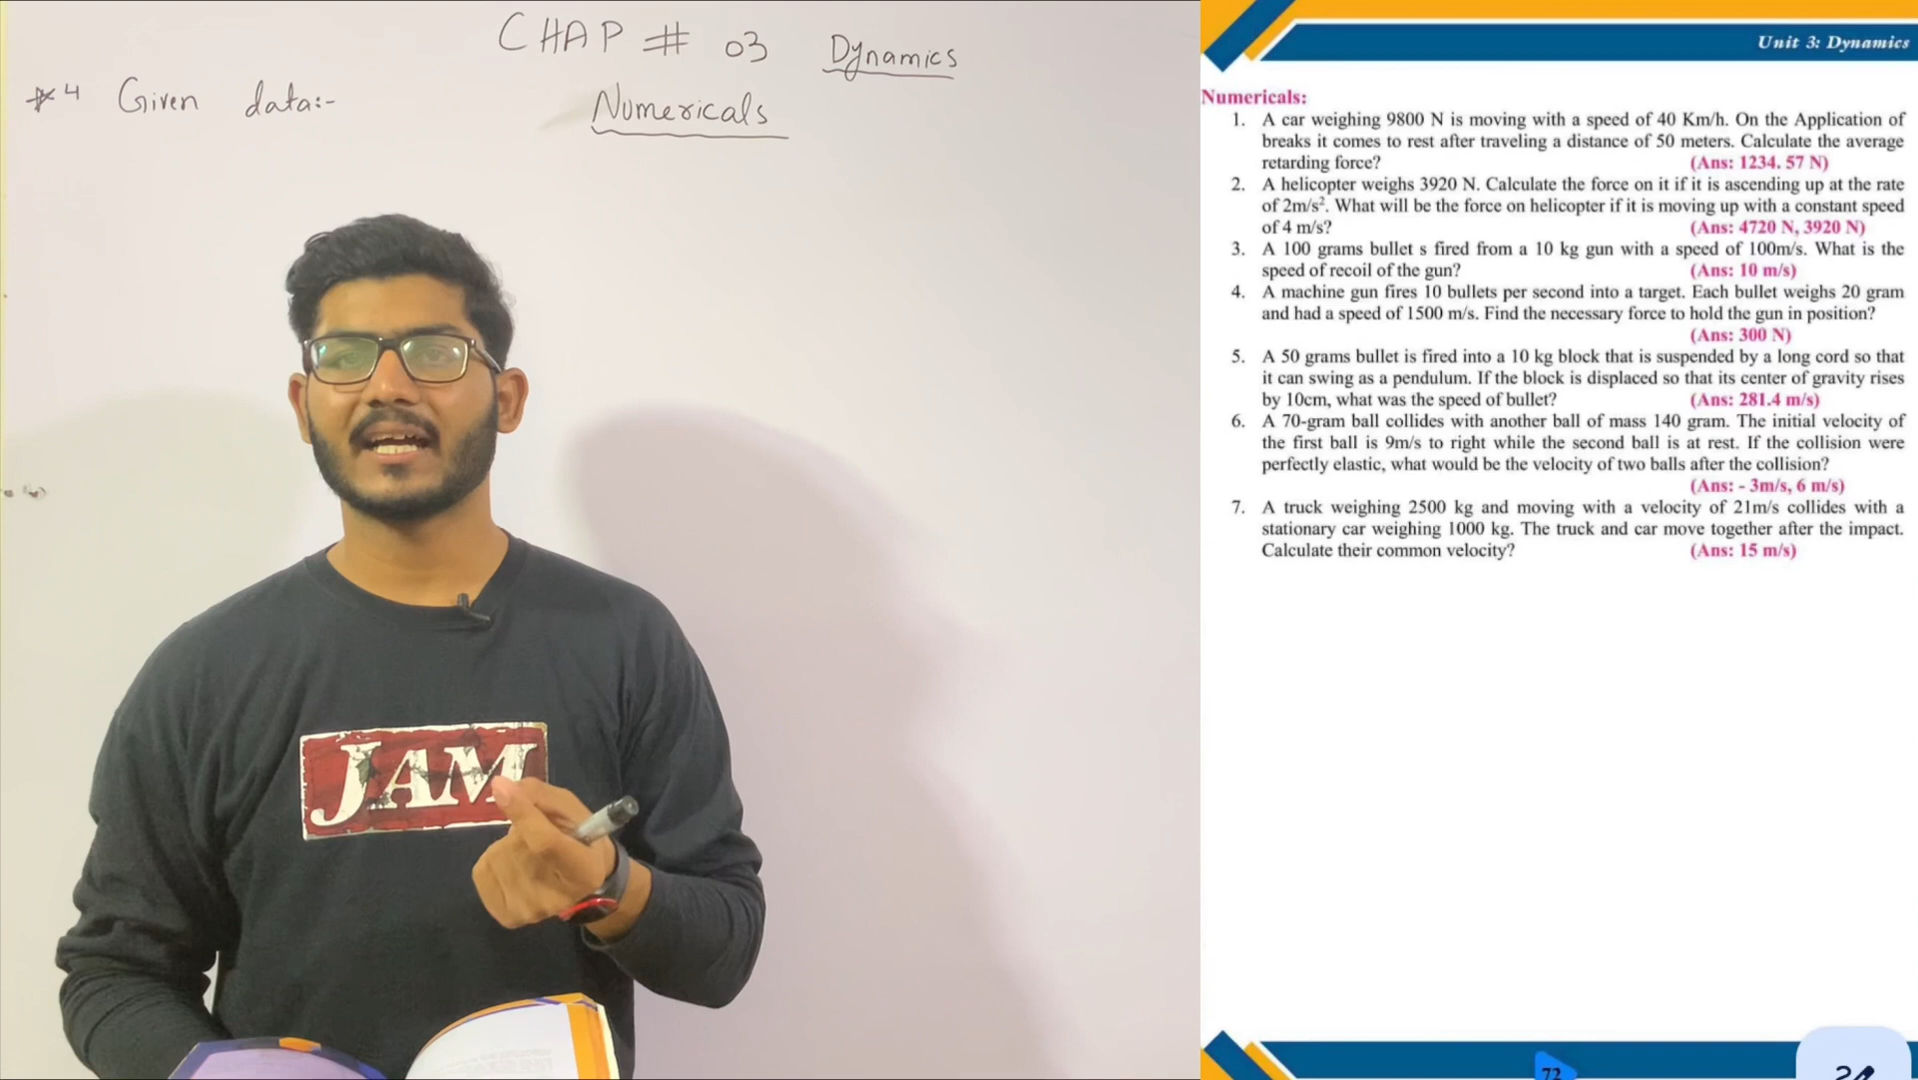 CHAP # 03 Dynamics
*4 Given data:-
Numericals
JAM
Unit 3: Dynamics
Numericals:
1. A car weighing 9800 N is moving with a speed of 40 Km/h. On the Application of
breaks it comes to rest after traveling a distance of 50 meters. Calculate the average
retarding force? (Ans: 1234. 57 N)
2. A helicopter weighs 3920 N. Calculate the force on it if it is ascending up at the rate
of 2m/s². What will be the force on helicopter if it is moving up with a constant speed
of 4 m/s? (Ans: 4720 N, 3920 N)
3. A 100 grams bullet s fired from a 10 kg gun with a speed of 100m/s. What is the
speed of recoil of the gun? (Ans: 10 m/s)
4. A machine gun fires 10 bullets per second into a target. Each bullet weighs 20 gram
and had a speed of 1500 m/s. Find the necessary force to hold the gun in position?
(Ans: 300 N)
5. A 50 grams bullet is fired into a 10 kg block that is suspended by a long cord so that
it can swing as a pendulum. If the block is displaced so that its center of gravity rises
by 10cm, what was the speed of bullet? (Ans: 281.4 m/s)
6. A 70-gram ball collides with another ball of mass 140 gram. The initial velocity of
the first ball is 9m/s to right while the second ball is at rest. If the collision were
perfectly elastic, what would be the velocity of two balls after the collision?
(Ans: - 3m/s, 6 m/s)
7. A truck weighing 2500 kg and moving with a velocity of 21m/s collides with a
stationary car weighing 1000 kg. The truck and car move together after the impact.
Calculate their common velocity? (Ans: 15 m/s)
72